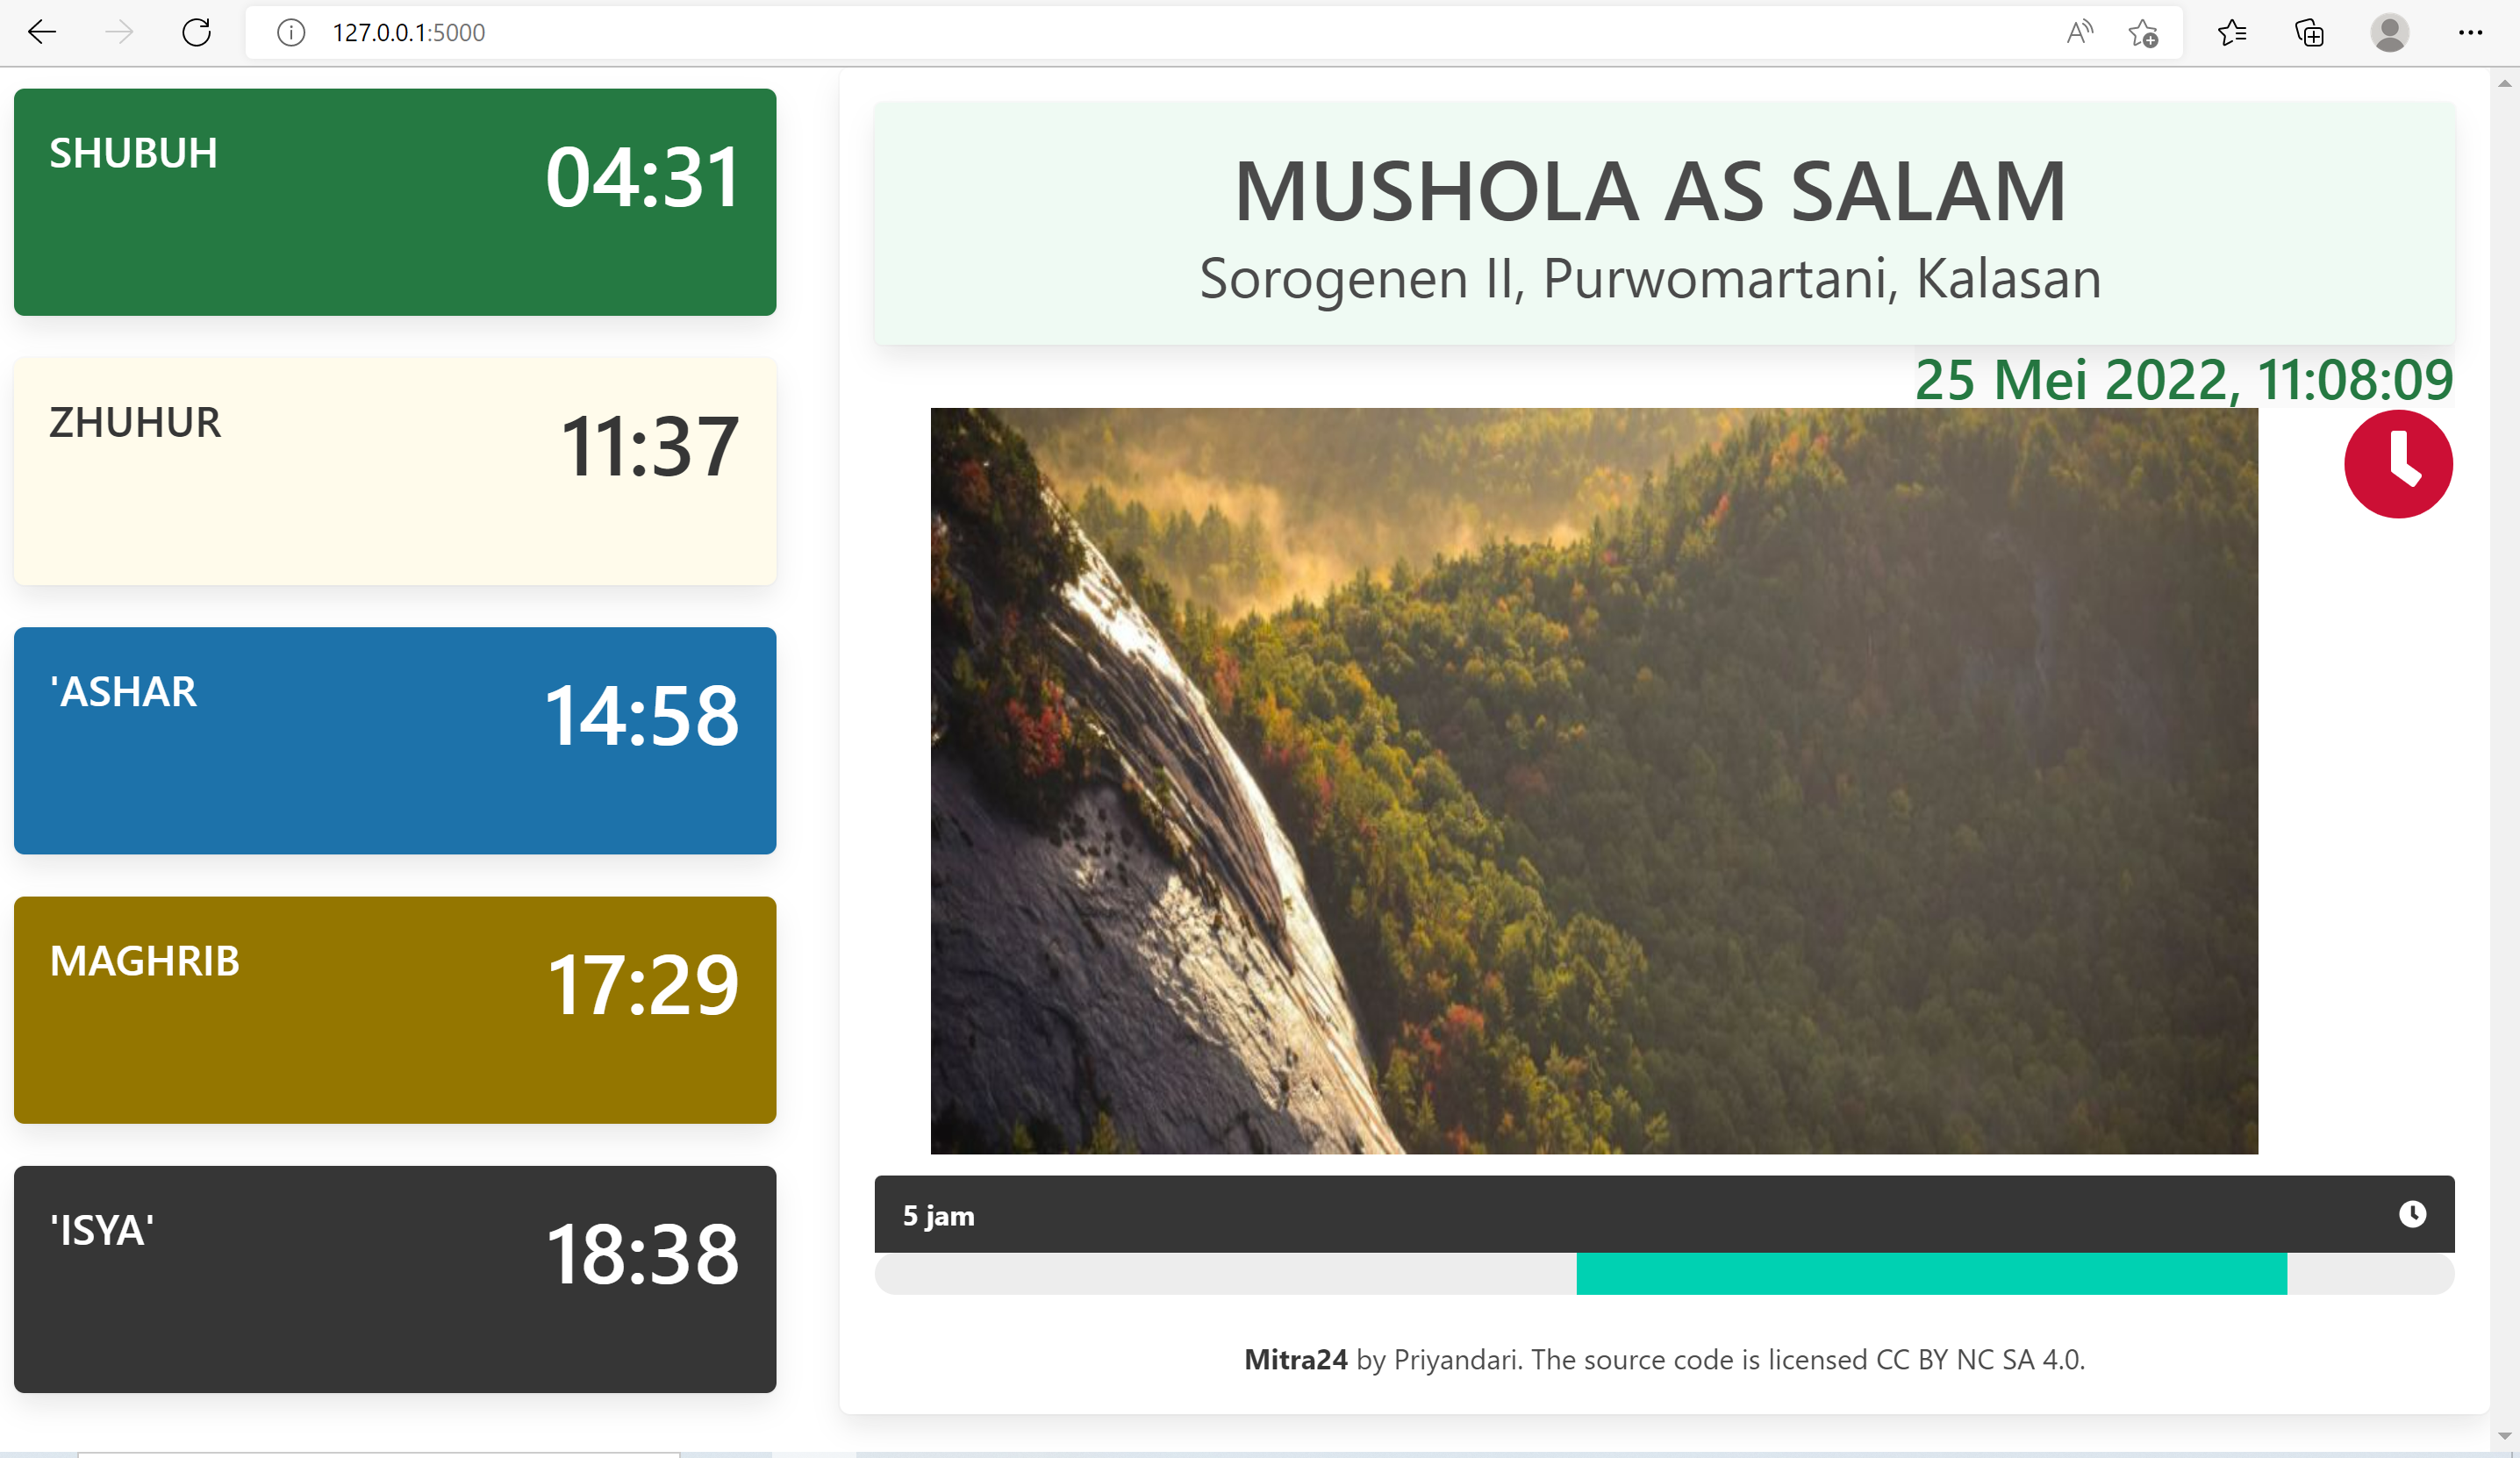 127.0.0.1:5000
SHUBUH
04:31
ZHUHUR
11:37
'ASHAR
14:58
MAGHRIB
17:29
'ISYA'
18:38
MUSHOLA AS SALAM
Sorogenen II, Purwomartani, Kalasan
25 Mei 2022, 11:08:09
5 jam
Mitra24 by Priyandari. The source code is licensed CC BY NC SA 4.0.